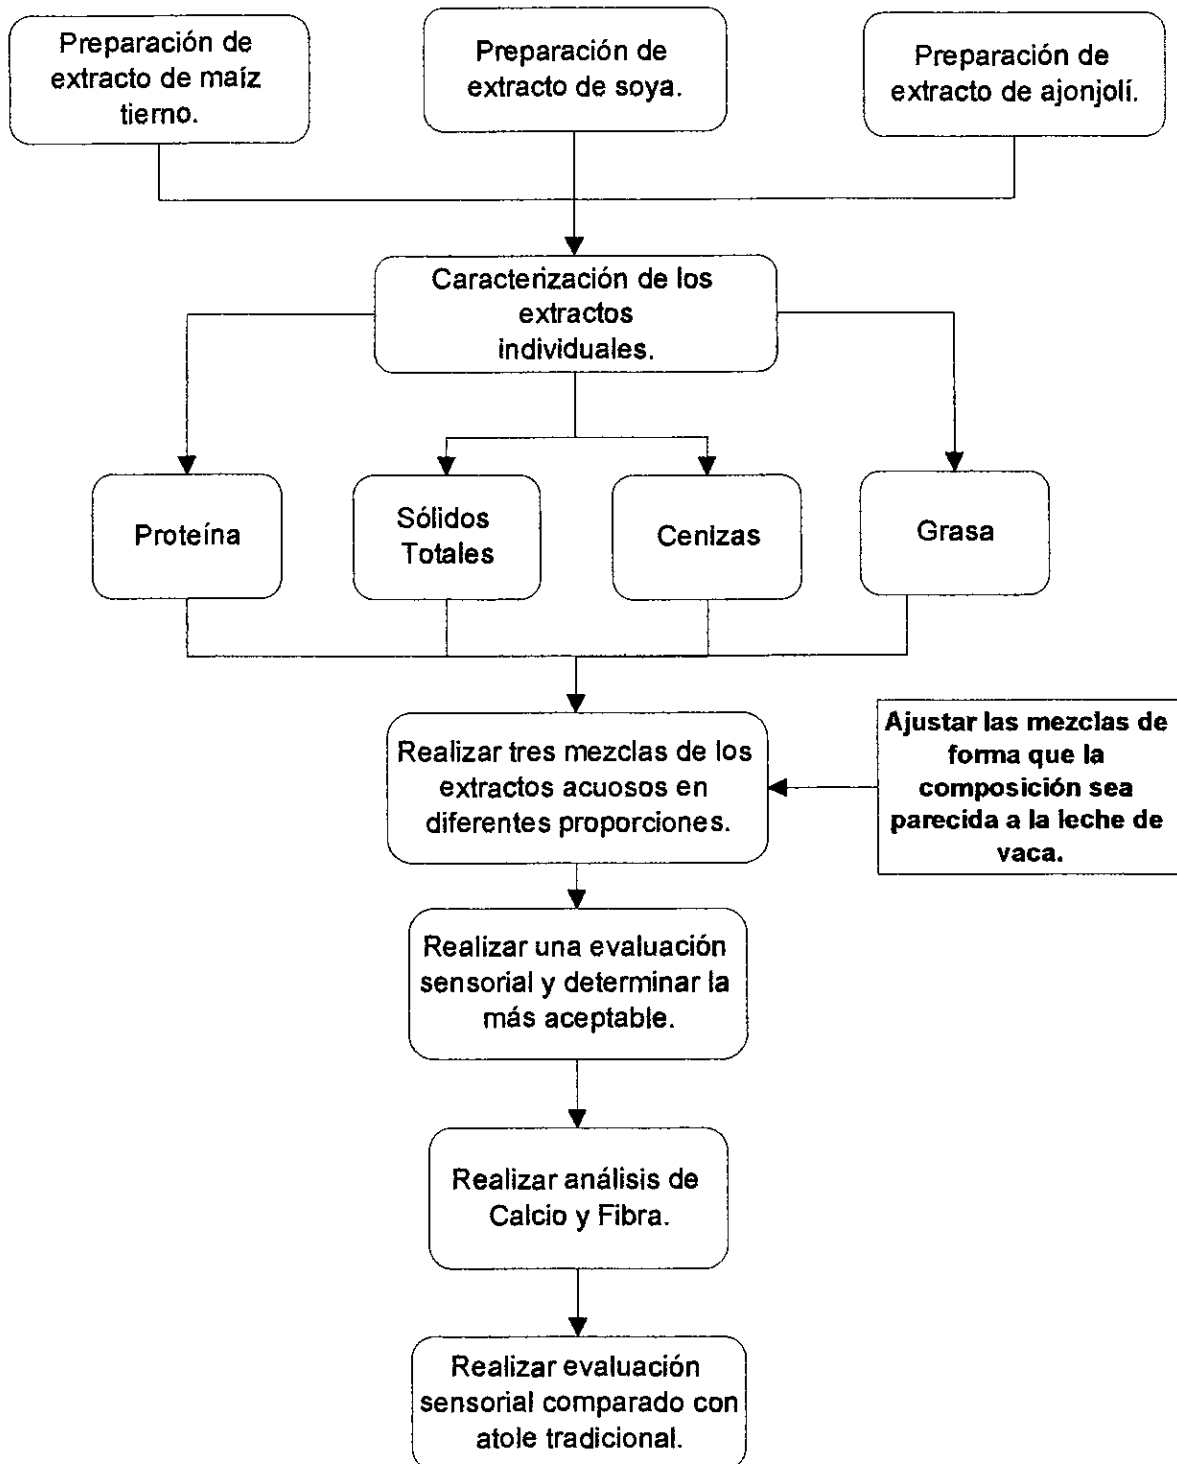 Preparación de
extracto de maíz
tierno.
Preparación de
extracto de soya.
Preparación de
extracto de ajonjolí.
Caracterización de los
extractos
individuales.
Proteína
Sólidos
Totales
Cenizas
Grasa
Realizar tres mezclas de los
extractos acuosos en
diferentes proporciones.
Ajustar las mezclas de
forma que la
composición sea
parecida a la leche de
vaca.
Realizar una evaluación
sensorial y determinar la
más aceptable.
Realizar análisis de
Calcio y Fibra.
Realizar evaluación
sensorial comparado con
atole tradicional.